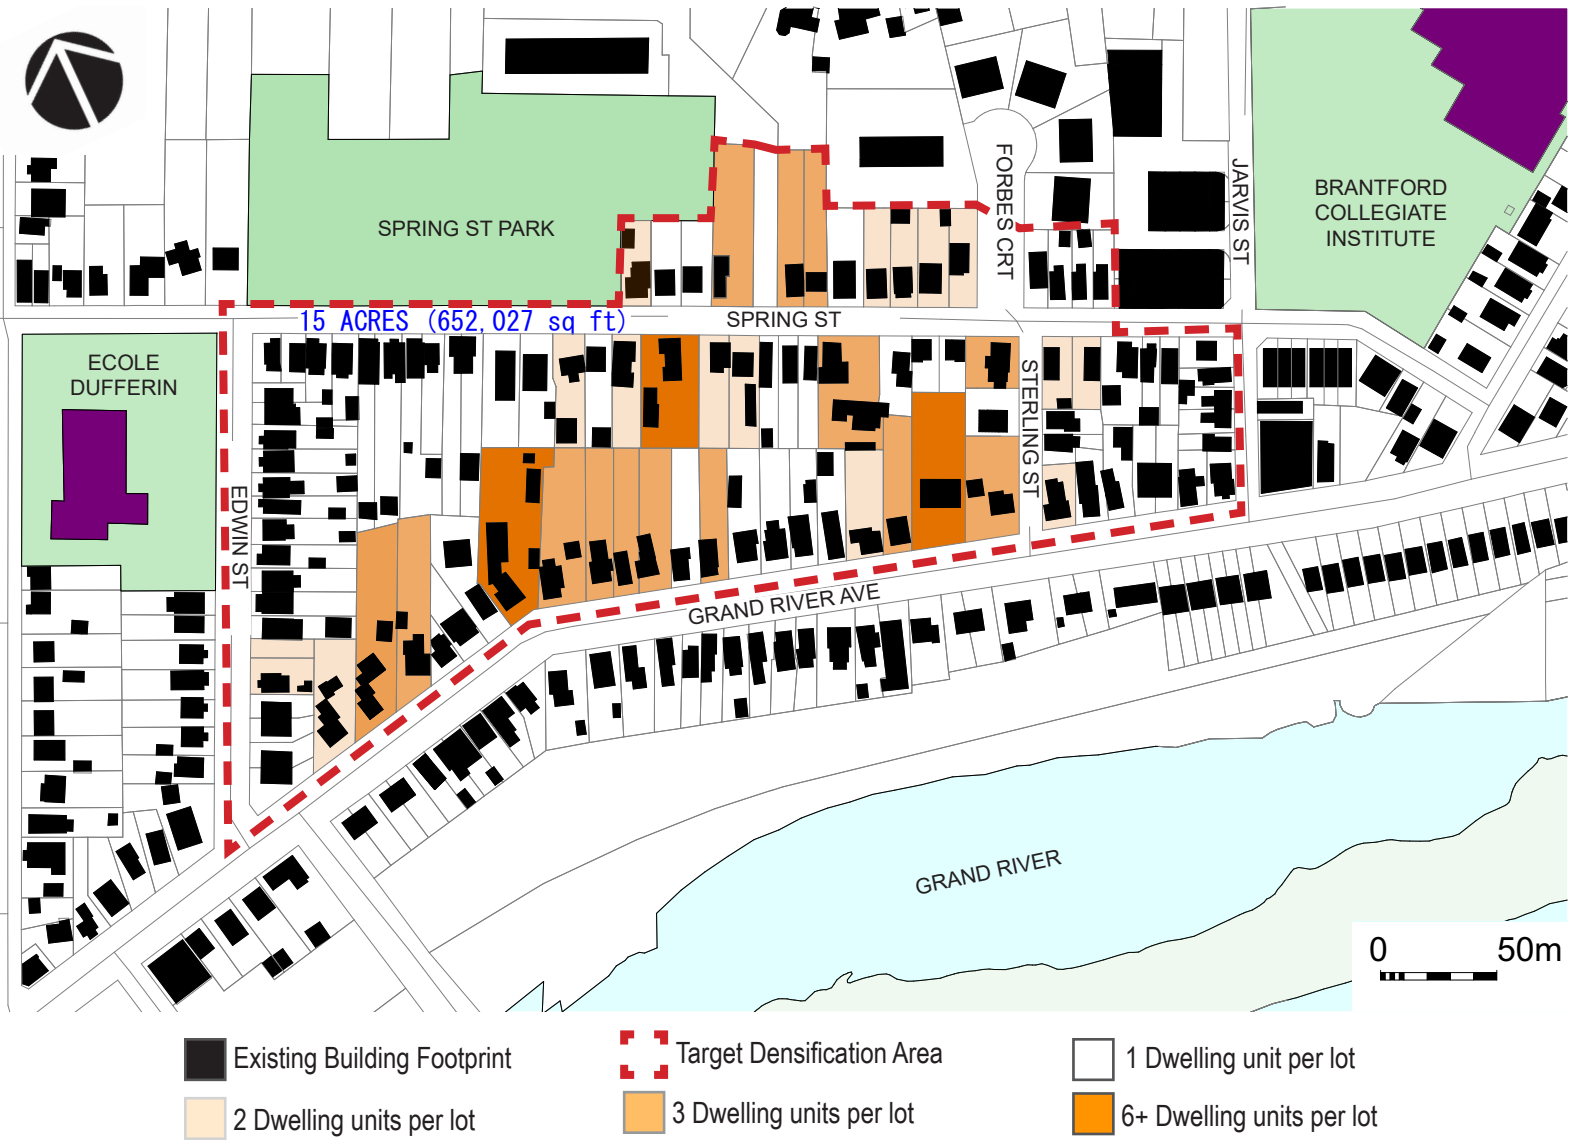 SPRING ST PARK
FORBES CRT
JARVIS ST
BRANTFORD
COLLEGIATE
INSTITUTE
15 ACRES (652,027 sq ft)
SPRING ST
ECOLE
DUFFERIN
STERLING ST
EDWIN ST
GRAND RIVER AVE
GRAND RIVER
0 50m
Existing Building Footprint
Target Densification Area
1 Dwelling unit per lot
2 Dwelling units per lot
3 Dwelling units per lot
6+ Dwelling units per lot